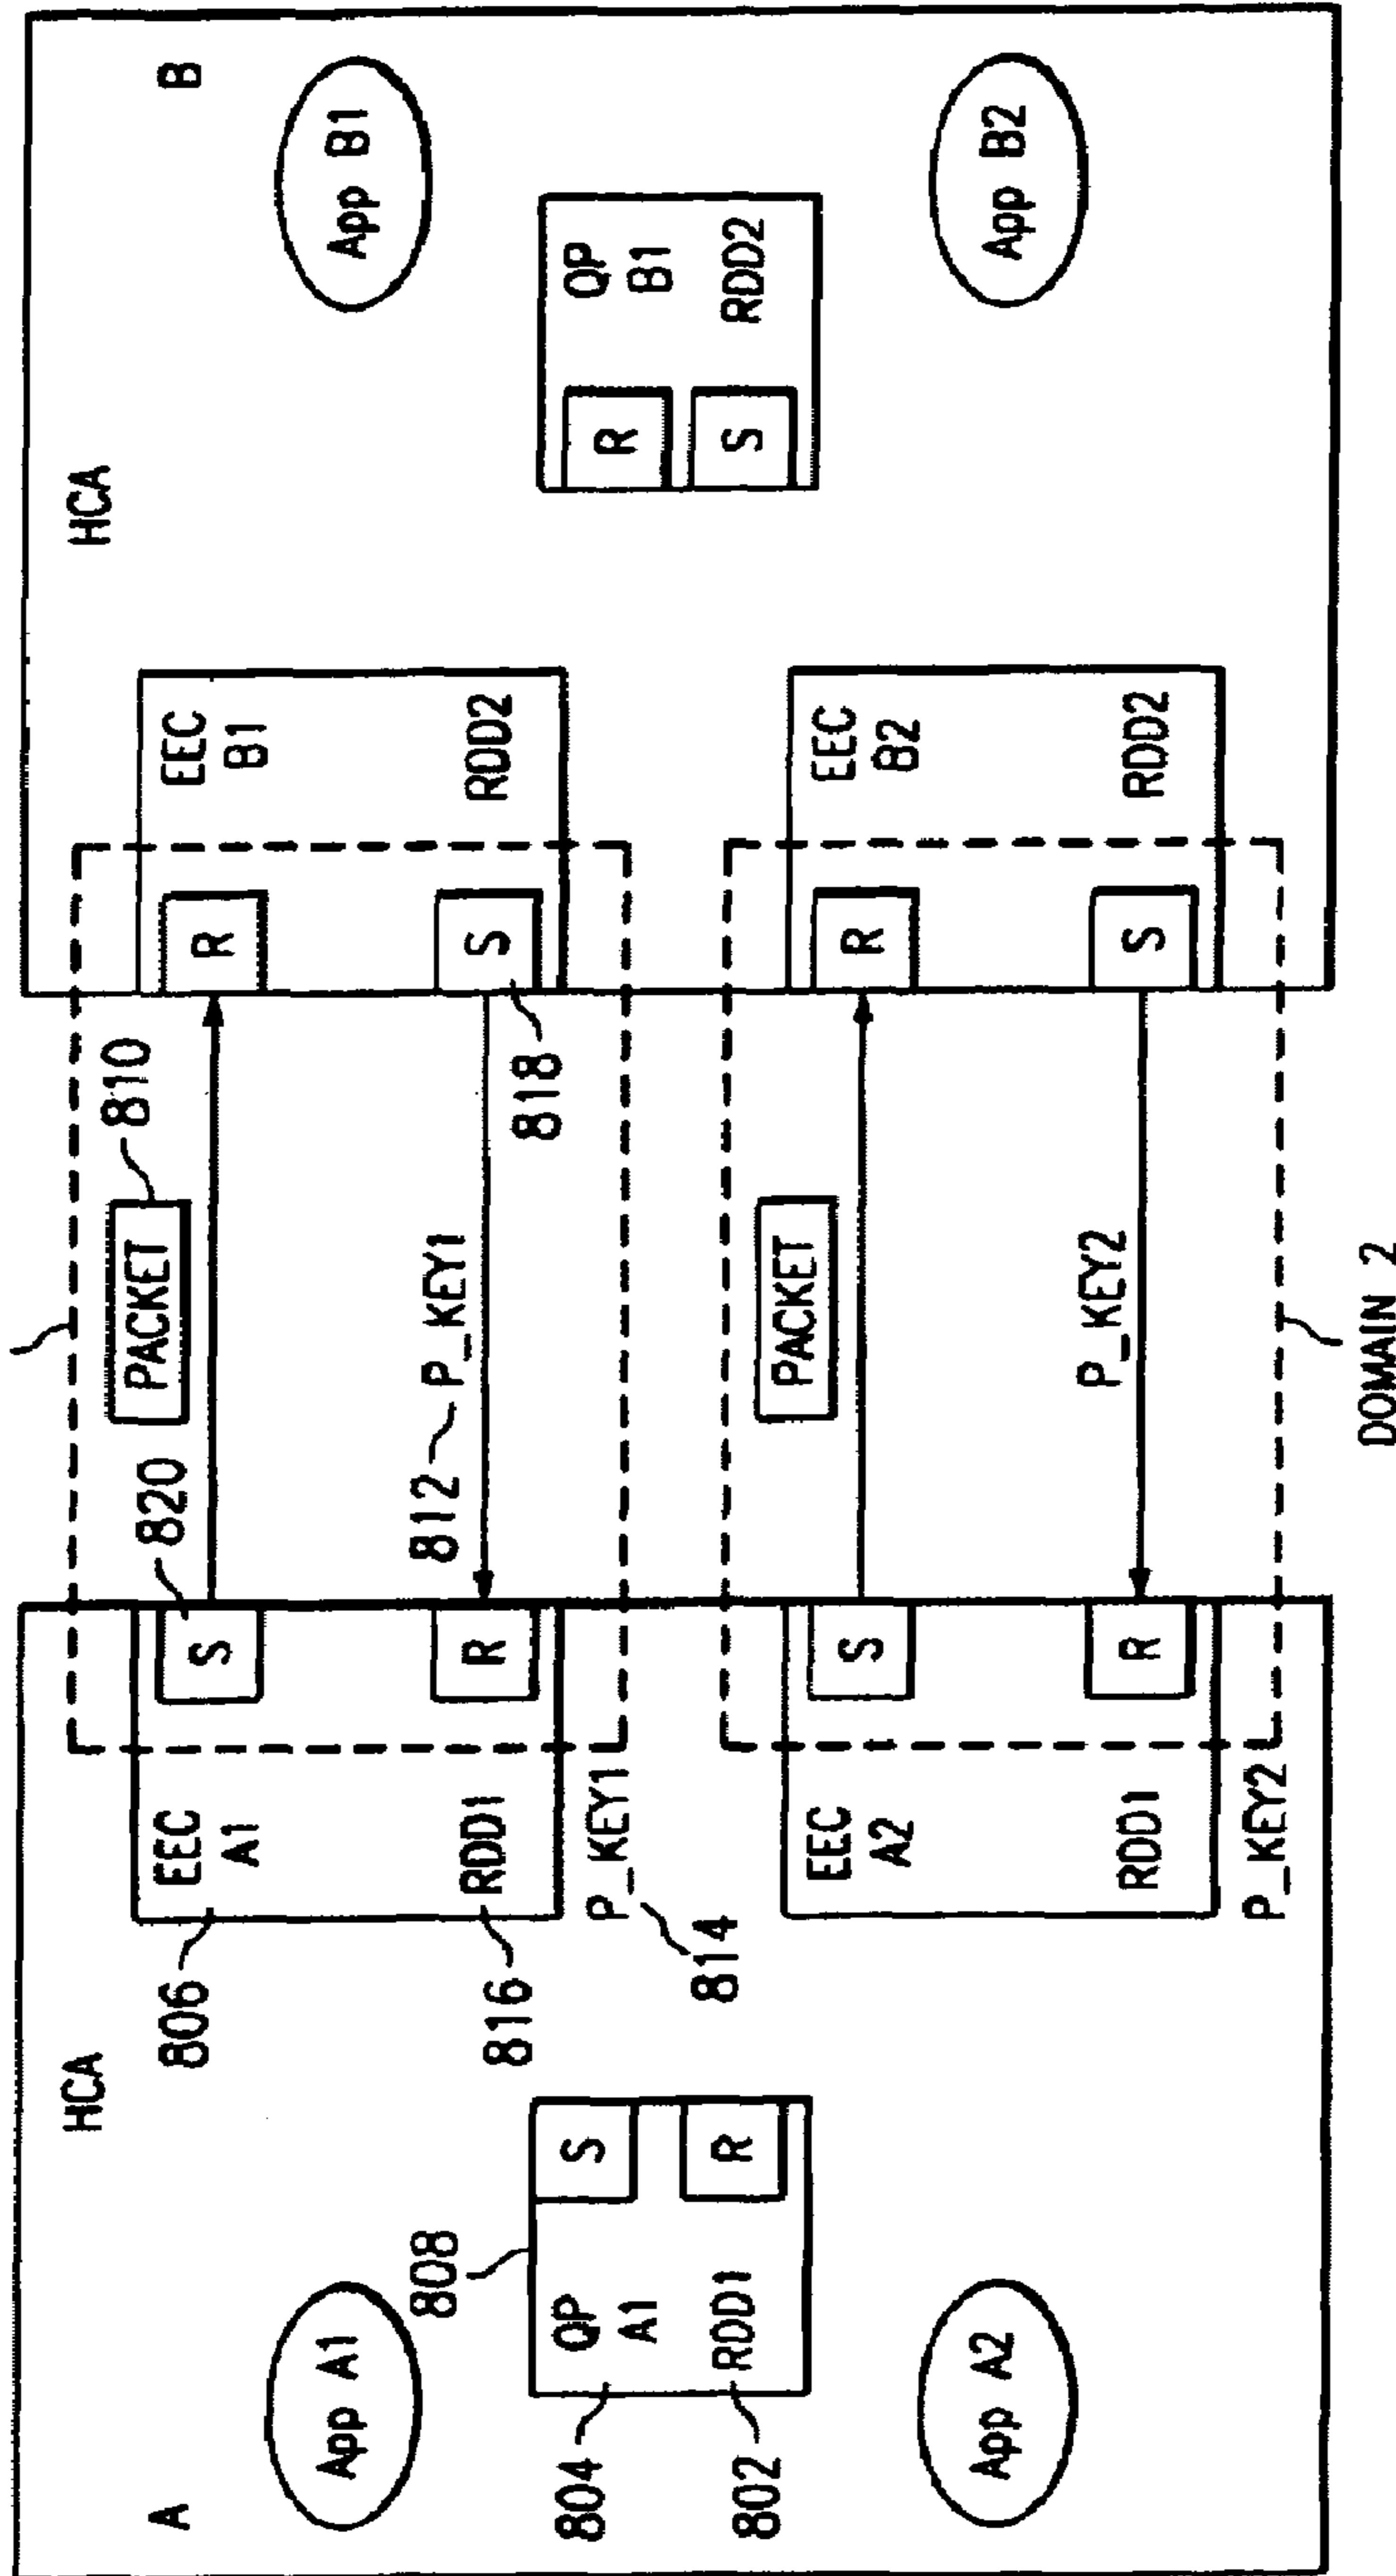 A
HCA
App A1
808
804
QP
A1
S
802
RDD1
R
App A2
806
EEC
A1
S
820
816
RDD1
R
P_KEY1
814
EEC
A2
S
RDD1
R
P_KEY2
PACKET
810
812
P_KEY1
818
PACKET
P_KEY2
DOMAIN 2
B
HCA
R
EEC
B1
S
RDD2
R
EEC
B2
S
RDD2
R
QP
B1
S
RDD2
App B1
App B2